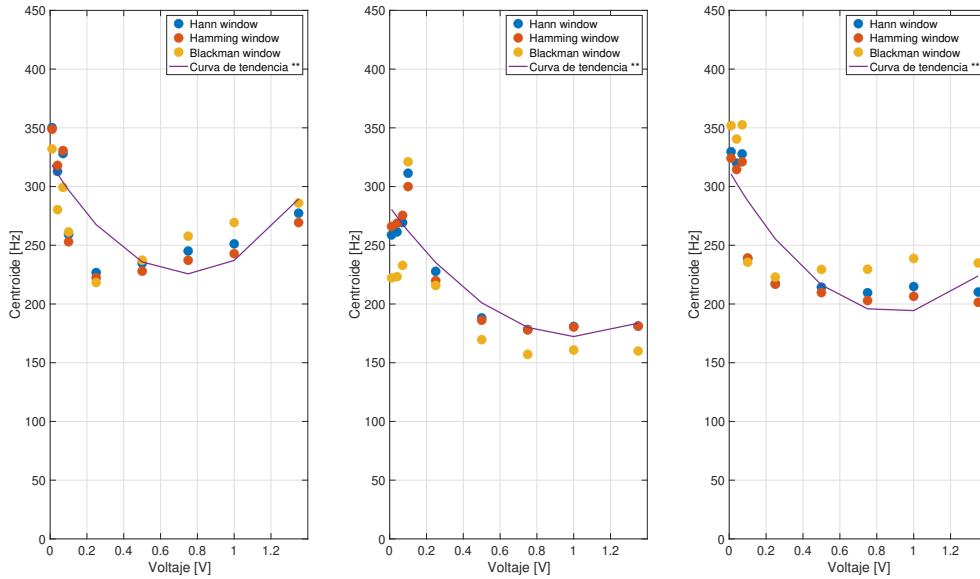 450
400
350
300
250
200
150
100
50
0
Centroide [Hz]
0 0.2 0.4 0.6 0.8 1 1.2
Voltaje [V]
Hann window
Hamming window
Blackman window
Curva de tendencia **
450
400
350
300
250
200
150
100
50
0
Centroide [Hz]
0 0.2 0.4 0.6 0.8 1 1.2
Voltaje [V]
Hann window
Hamming window
Blackman window
Curva de tendencia **
450
400
350
300
250
200
150
100
50
0
Centroide [Hz]
0 0.2 0.4 0.6 0.8 1 1.2
Voltaje [V]
Hann window
Hamming window
Blackman window
Curva de tendencia **